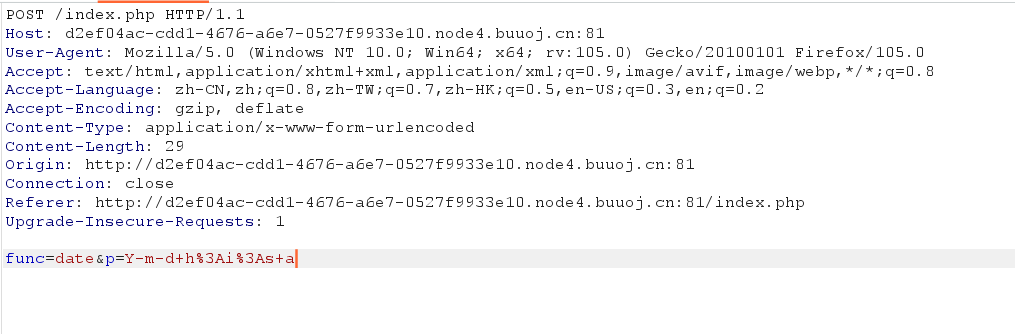 POST /index.php HTTP/1.1
Host: d2ef04ac-cdd1-4676-a6e7-0527f9933e10.node4.buuoj.cn:81
User-Agent: Mozilla/5.0 (Windows NT 10.0; Win64; x64; rv:105.0) Gecko/20100101 Firefox/105.0
Accept: text/html,application/xhtml+xml,application/xml;q=0.9,image/avif,image/webp,*/*;q=0.8
Accept-Language: zh-CN,zh;q=0.8,zh-TW;q=0.7,zh-HK;q=0.5,en-US;q=0.3,en;q=0.2
Accept-Encoding: gzip, deflate
Content-Type: application/x-www-form-urlencoded
Content-Length: 29
Origin: http://d2ef04ac-cdd1-4676-a6e7-0527f9933e10.node4.buuoj.cn:81
Connection: close
Referer: http://d2ef04ac-cdd1-4676-a6e7-0527f9933e10.node4.buuoj.cn:81/index.php
Upgrade-Insecure-Requests: 1
func=date&p=Y-m-d+h%3Ai%3As+a